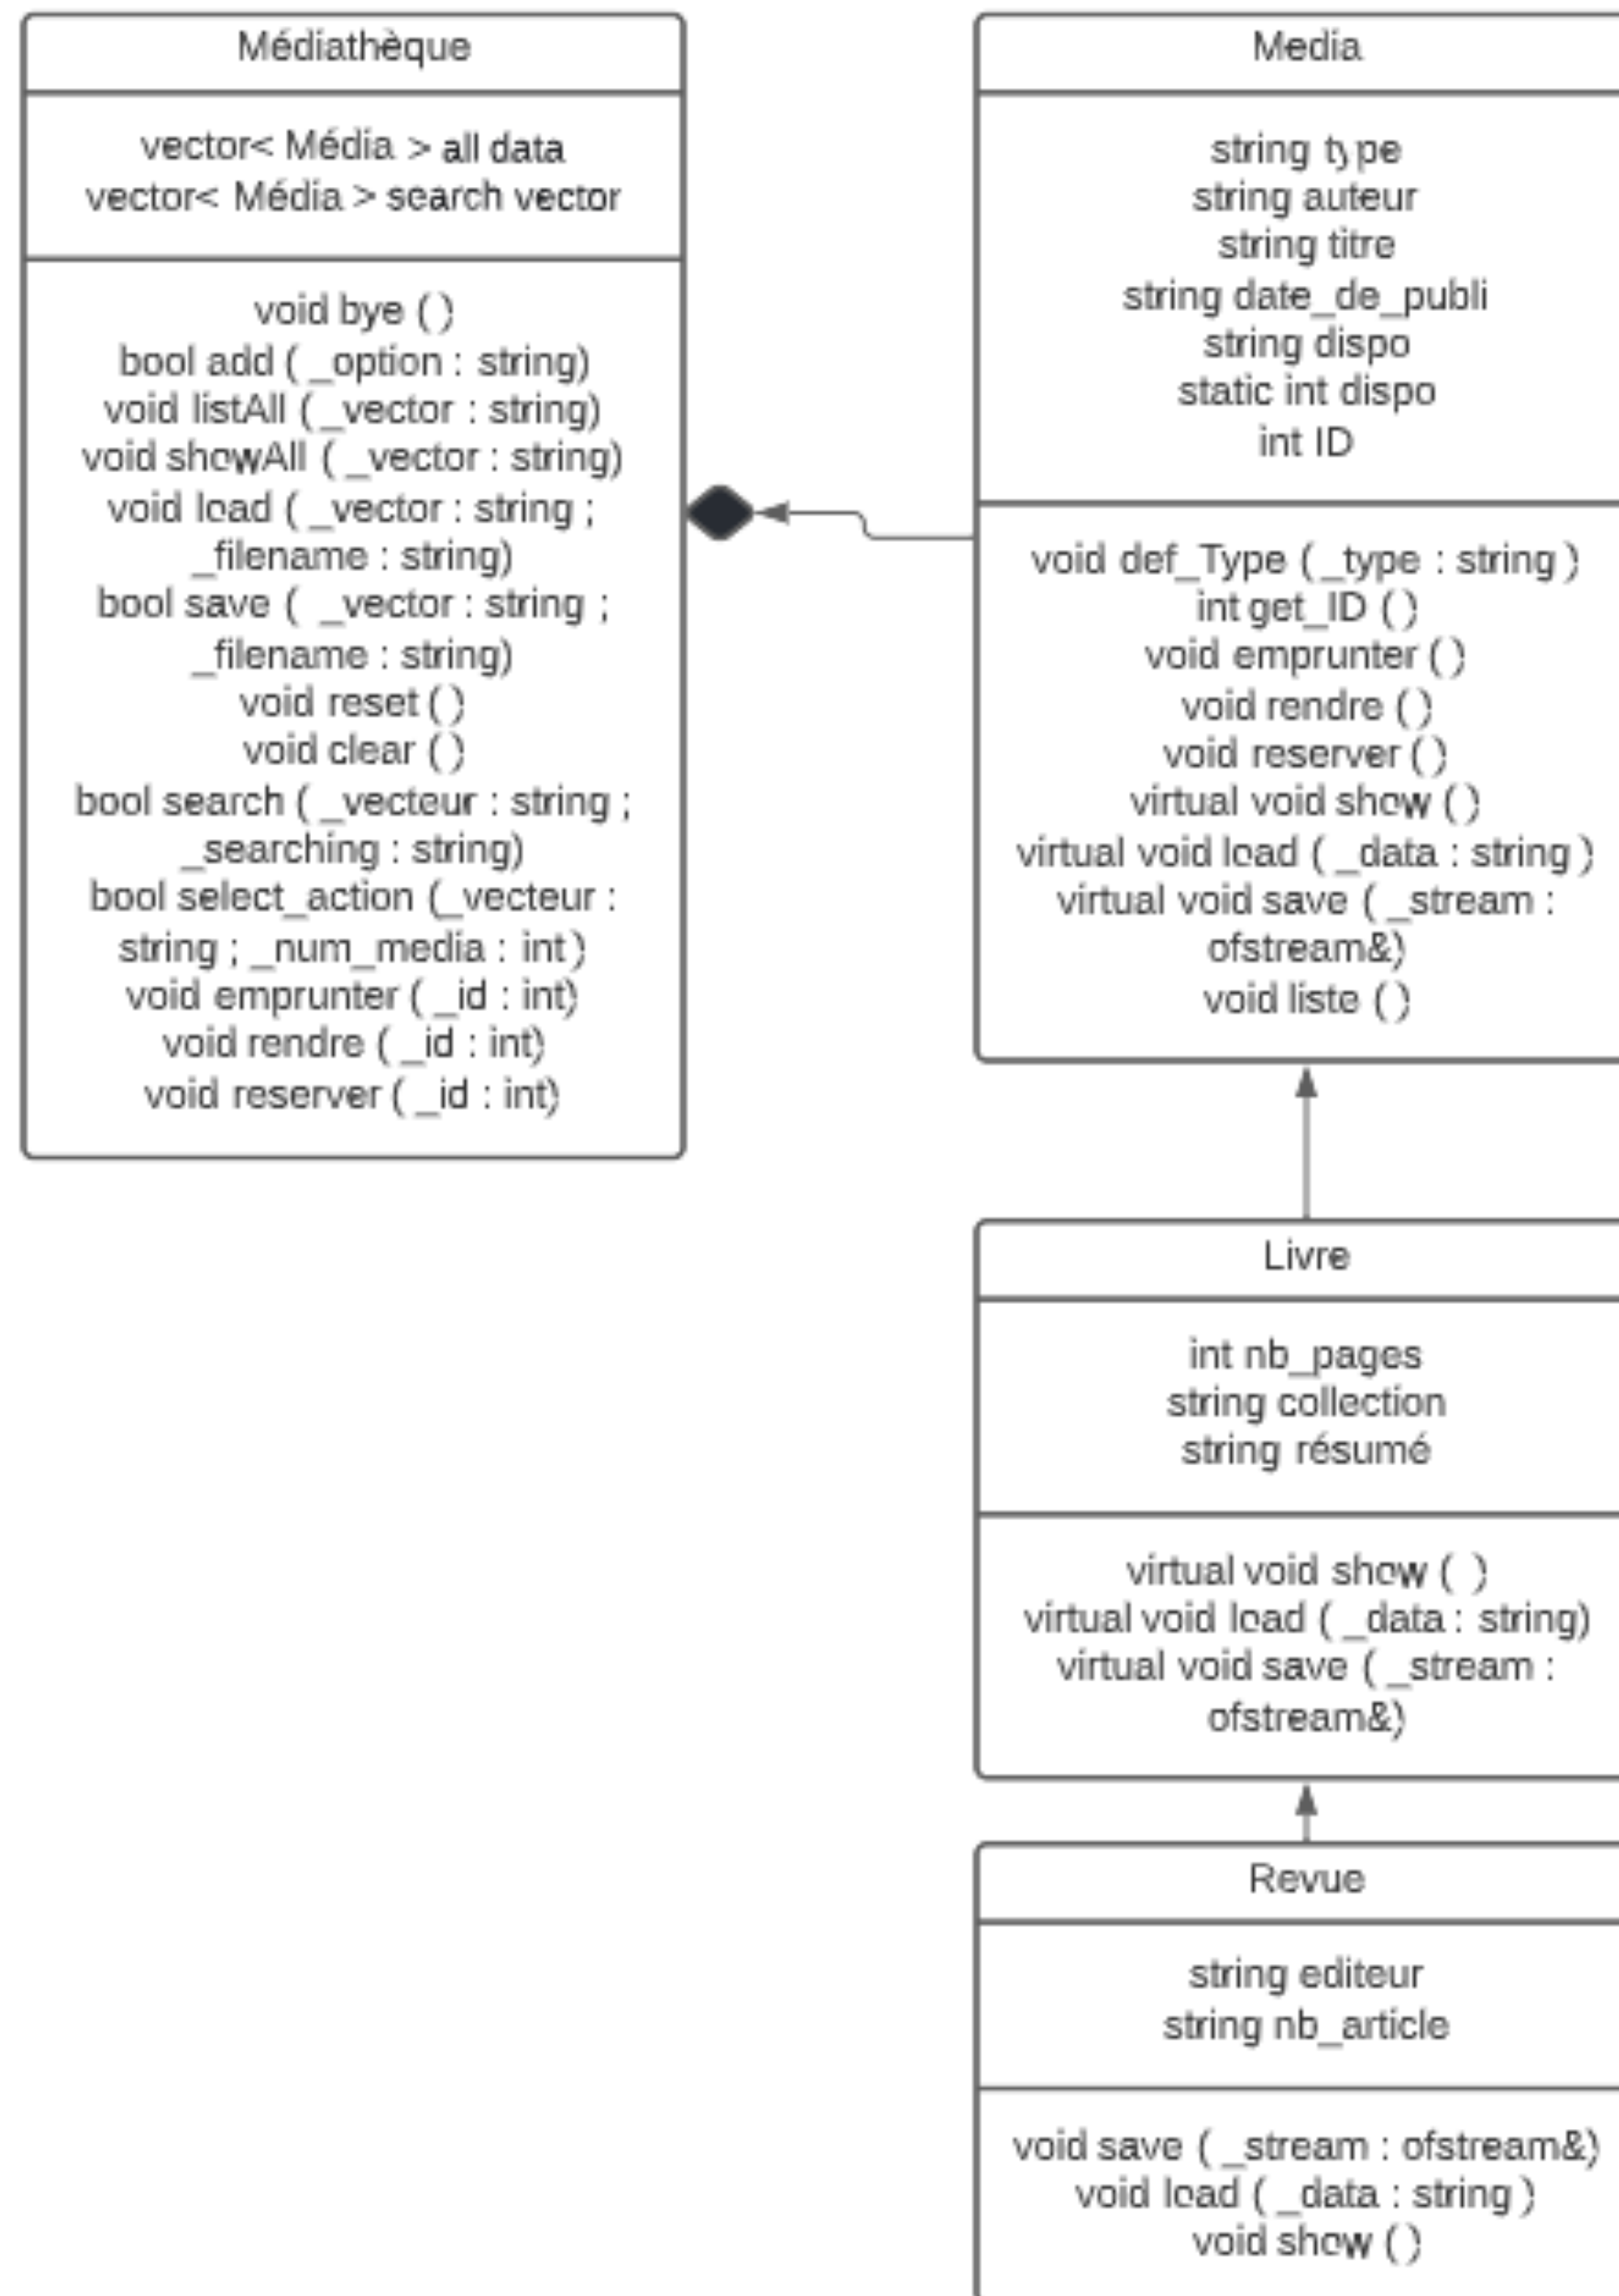 Médiathèque
vector< Média > all data
vector< Média > search vector
void bye ( )
bool add ( _option : string)
void listAll ( _vector : string)
void showAll ( _vector : string)
void load ( _vector : string ;
_filename : string)
bool save ( _vector : string ;
_filename : string)
void reset ( )
void clear ( )
bool search ( _vecteur : string ;
_searching : string)
bool select_action (_vecteur :
string ; _num_media : int )
void emprunter ( _id : int)
void rendre ( _id : int)
void reserver ( _id : int)
Media
string type
string auteur
string titre
string date_de_publi
string dispo
static int dispo
int ID
void def_Type ( _type : string )
int get_ID ( )
void emprunter ( )
void rendre ( )
void reserver ( )
virtual void show ( )
virtual void load ( _data : string )
virtual void save ( _stream :
ofstream&)
void liste ( )
Livre
int nb_pages
string collection
string résumé
virtual void show ( )
virtual void load ( _data : string)
virtual void save ( _stream :
ofstream&)
Revue
string editeur
string nb_article
void save ( _stream : ofstream&)
void load ( _data : string )
void show ( )